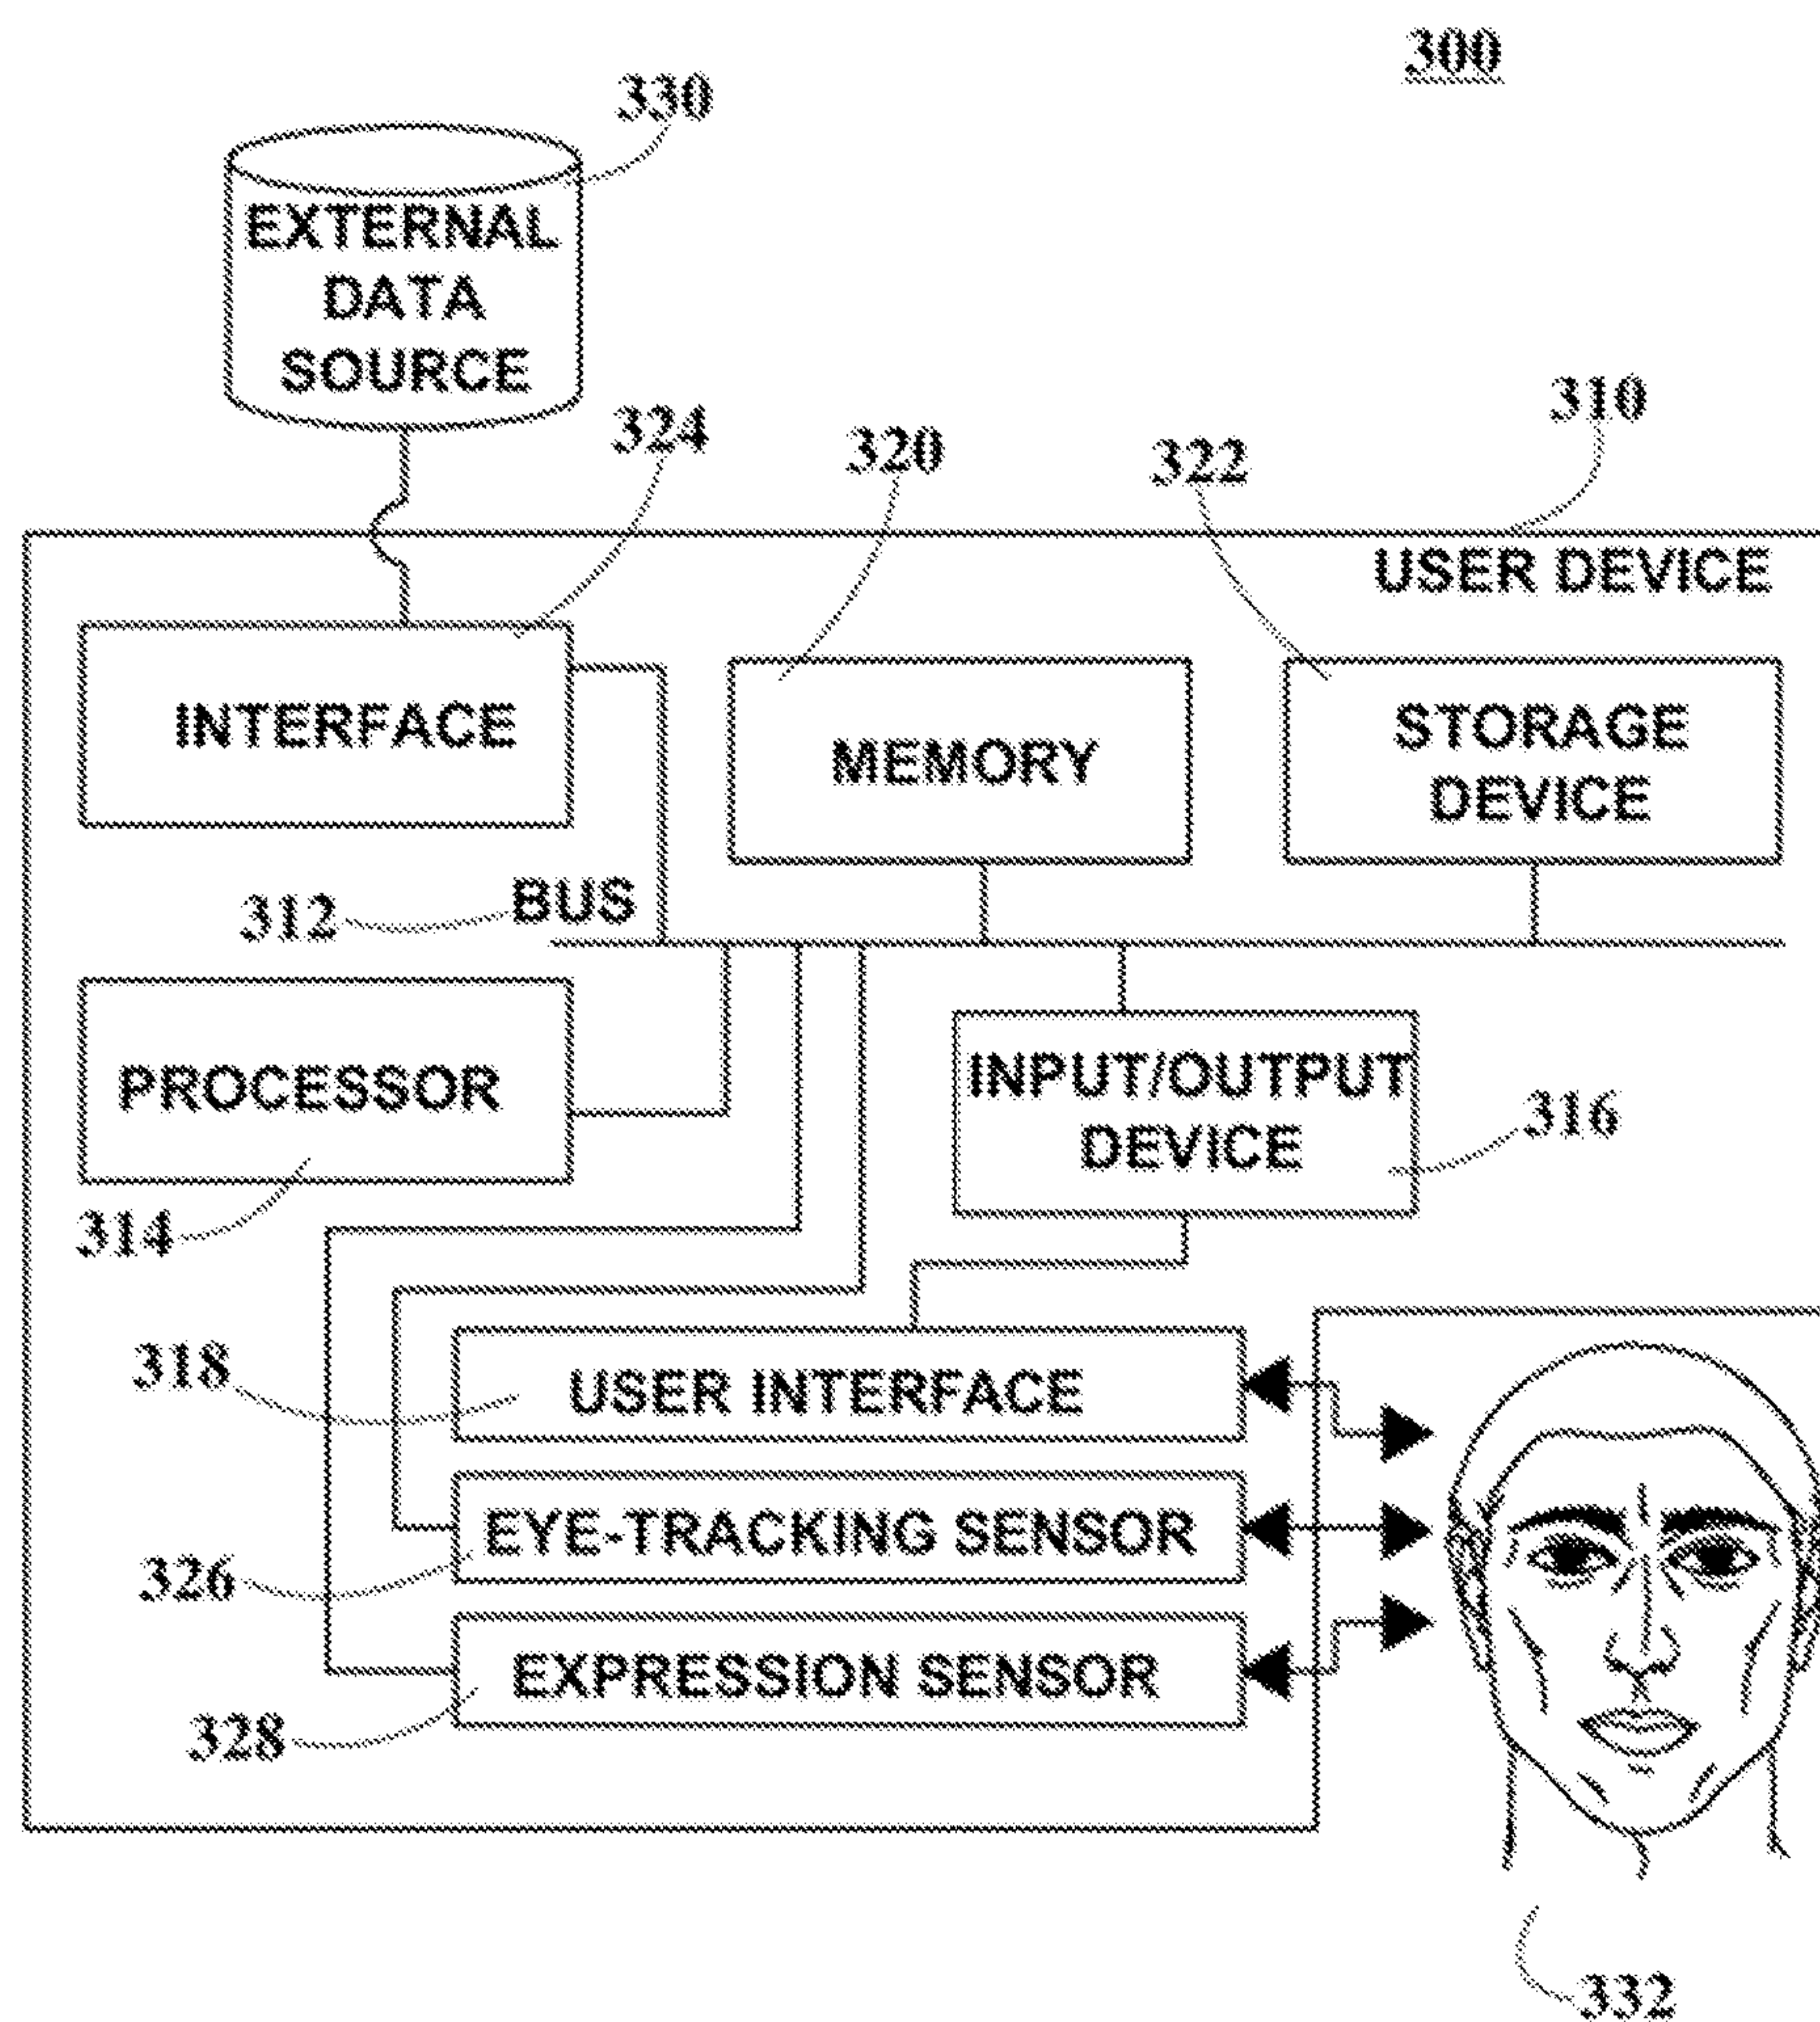 300
330
EXTERNAL
DATA
SOURCE
324
320
322
310
USER DEVICE
INTERFACE
MEMORY
STORAGE
DEVICE
312
BUS
PROCESSOR
314
INPUT/OUTPUT
DEVICE
316
318
USER INTERFACE
326
EYE-TRACKING SENSOR
328
EXPRESSION SENSOR
332